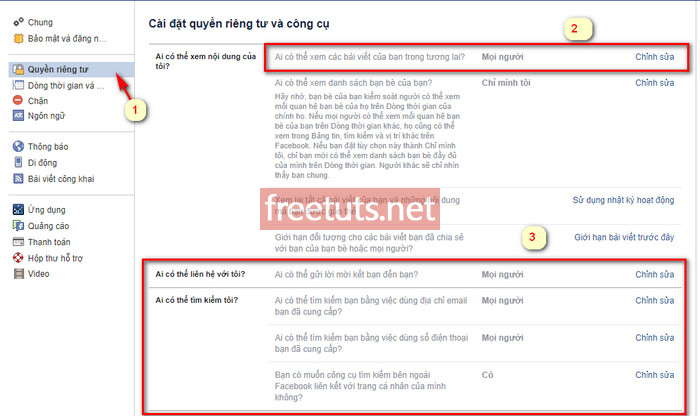 Chung
Bảo mật và đăng n...
Quyền riêng tư
Dòng thời gian và ...
Chặn
Ngôn ngữ
Thông báo
Di động
Bài viết công khai
Ứng dụng
Quảng cáo
Thanh toán
Hộp thư hỗ trợ
Video
1
Cài đặt quyền riêng tư và công cụ
2
Ai có thể xem nội dung của
tôi?
Ai có thể xem các bài viết của bạn trong tương lai? Mọi người Chỉnh sửa
Ai có thể xem danh sách bạn bè của bạn? Chỉ mình tôi Chỉnh sửa
Hãy nhớ, bạn bè của bạn kiểm soát người có thể xem
mối quan hệ bạn bè của họ trên Dòng thời gian của
chính họ. Nếu mọi người có thể xem mối quan hệ bạn
bè của bạn trên Dòng thời gian khác, họ cũng có thể
xem trong Bảng tin, tìm kiếm và vị trí khác trên
Facebook. Nếu bạn đặt tùy chọn này thành Chỉ mình
tôi, chỉ bạn mới có thể xem danh sách bạn bè đầy đủ
của mình trên Dòng thời gian. Người khác sẽ chỉ nhìn
thấy bạn chung.
Xem lại tất cả bài viết của bạn và những nội dung Sử dụng nhật ký hoạt động
mà bạn được gắn thẻ
freetuts.net
3
Giới hạn đối tượng cho các bài viết bạn đã chia sẻ Giới hạn bài viết trước đây
với bạn của bạn bè hoặc mọi người?
Ai có thể liên hệ với tôi? Ai có thể gửi lời mời kết bạn đến bạn? Mọi người Chỉnh sửa
Ai có thể tìm kiếm tôi? Ai có thể tìm kiếm bạn bằng việc dùng địa chỉ email Mọi người Chỉnh sửa
bạn đã cung cấp?
Ai có thể tìm kiếm bạn bằng việc dùng số điện thoại Mọi người Chỉnh sửa
bạn đã cung cấp?
Bạn có muốn công cụ tìm kiếm bên ngoài Có Chỉnh sửa
Facebook liên kết với trang cá nhân của mình
không?